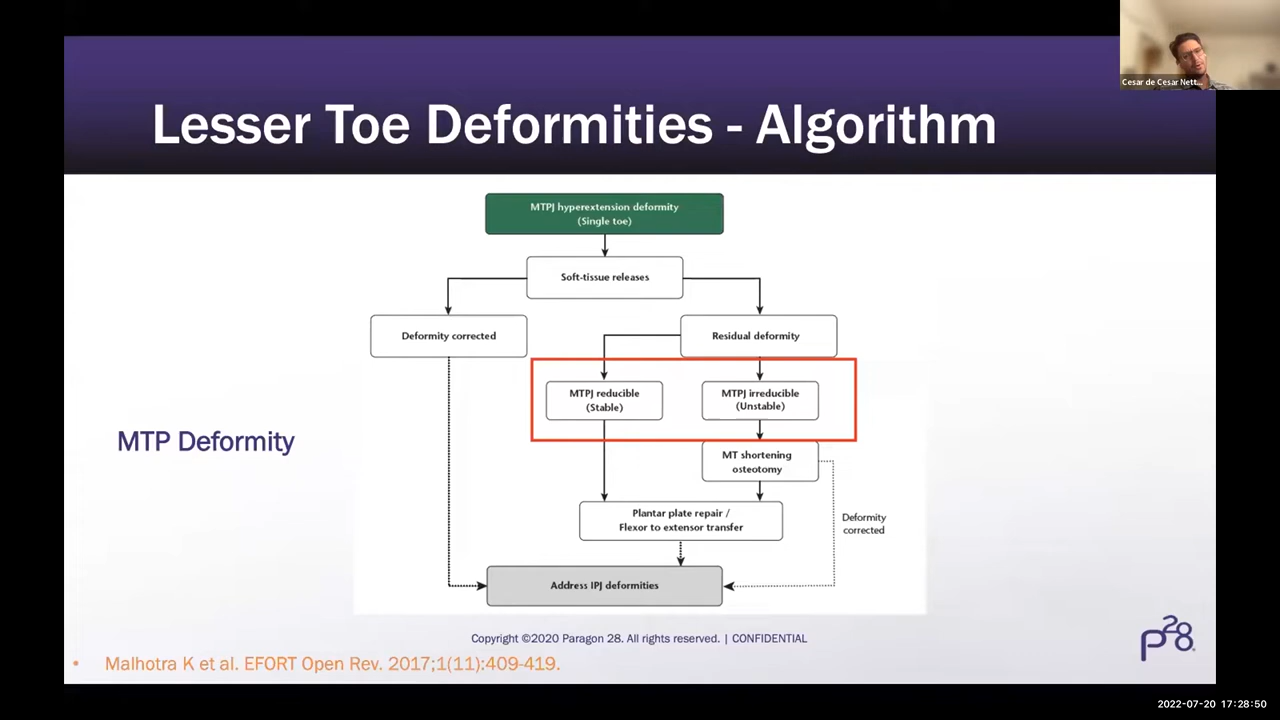 Cesar de Cesar Nett...
Lesser Toe Deformities - Algorithm
MTPJ hyperextension deformity
(Single toe)
Soft-tissue releases
Deformity corrected
Residual deformity
MTPJ reducible
(Stable)
MTPJ irreducible
(Unstable)
MTP Deformity
MT shortening
osteotomy
Plantar plate repair /
Flexor to extensor transfer
Deformity
corrected
Address IPJ deformities
Copyright ©2020 Paragon 28. All rights reserved. | CONFIDENTIAL
p28
• Malhotra K et al. EFORT Open Rev. 2017;1(11):409-419.
2022-07-20 17:28:50